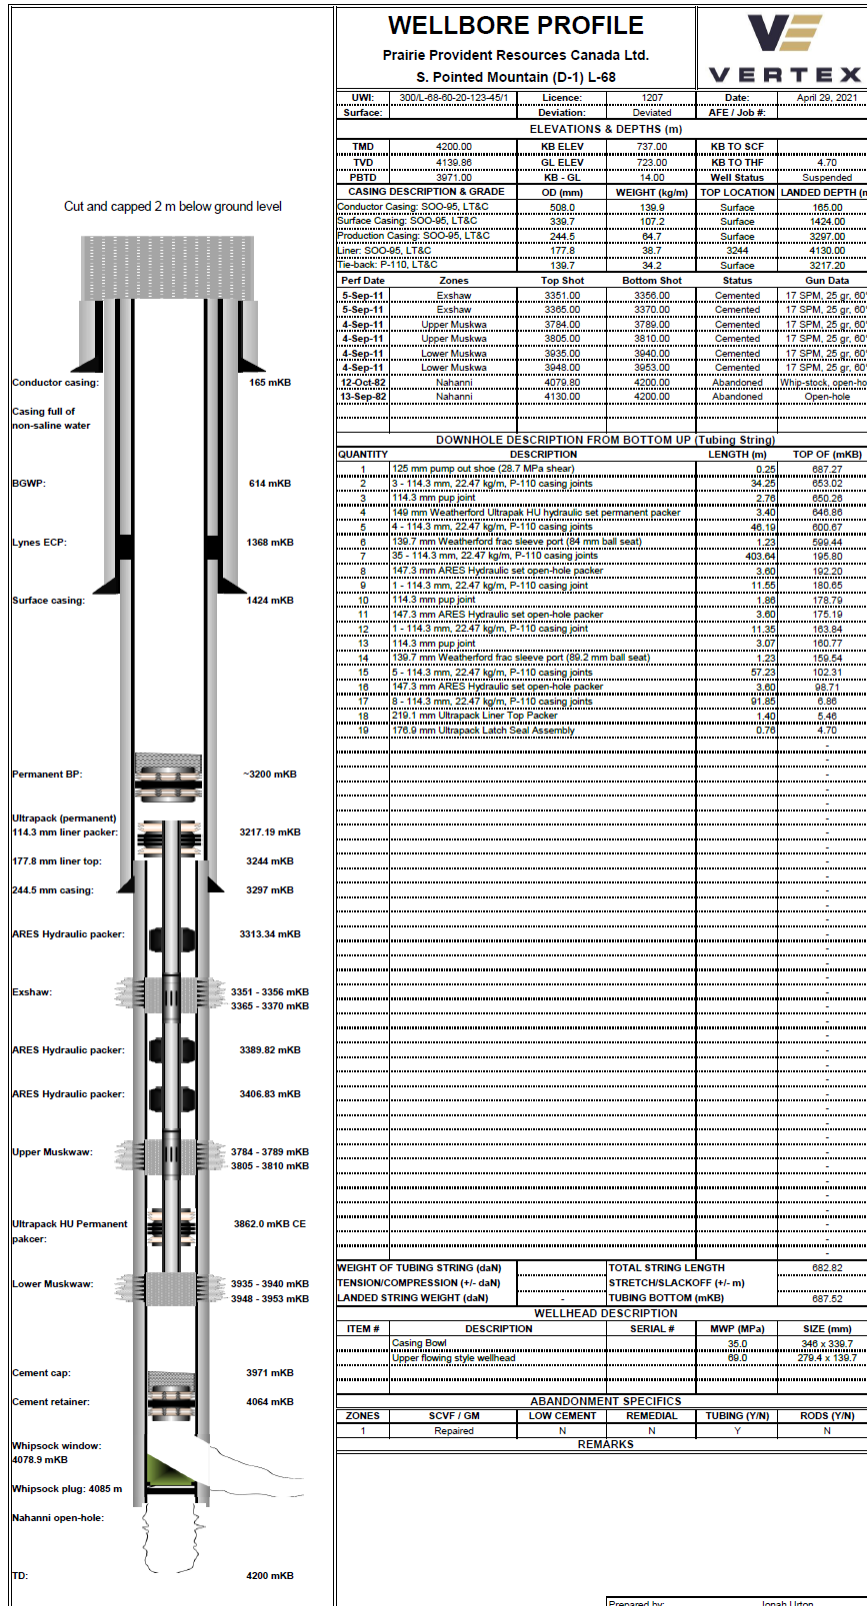 WELLBORE PROFILE
Prairie Provident Resources Canada Ltd.
S. Pointed Mountain (D-1) L-68
VERTEX
UWI: 300/L-68-60-20-123-45/1 Licence: 1207 Date: April 29, 2021
Surface: Deviation: Deviated AFE / Job #:
ELEVATIONS & DEPTHS (m)
TMD 4200.00 KB ELEV 737.00 KB TO SCF
TVD 4139.86 GL ELEV 723.00 KB TO THF 4.70
PBTD 3971.00 KB - GL 14.00 Well Status Suspended
CASING DESCRIPTION & GRADE OD (mm) WEIGHT (kg/m) TOP LOCATION LANDED DEPTH (m
Conductor Casing: SOO-95, LT&C 508.0 139.9 Surface 165.00
Surface Casing: SOO-95, LT&C 339.7 107.2 Surface 1424.00
Production Casing: SOO-95, LT&C 244.5 64.7 Surface 3297.00
Liner: SOO-95, LT&C 177.8 38.7 3244 4130.00
Tie-back: P-110, LT&C 139.7 34.2 Surface 3217.20
Perf Date Zones Top Shot Bottom Shot Status Gun Data
5-Sep-11 Exshaw 3351.00 3356.00 Cemented 17 SPM, 25 gr, 60°
5-Sep-11 Exshaw 3365.00 3370.00 Cemented 17 SPM, 25 gr, 60°
4-Sep-11 Upper Muskwa 3784.00 3789.00 Cemented 17 SPM, 25 gr, 60°
4-Sep-11 Upper Muskwa 3805.00 3810.00 Cemented 17 SPM, 25 gr, 60°
4-Sep-11 Lower Muskwa 3935.00 3940.00 Cemented 17 SPM, 25 gr, 60°
4-Sep-11 Lower Muskwa 3948.00 3953.00 Cemented 17 SPM, 25 gr, 60°
12-Oct-82 Nahanni 4079.80 4200.00 Abandoned Whip-stock, open-ho
13-Sep-82 Nahanni 4130.00 4200.00 Abandoned Open-hole
DOWNHOLE DESCRIPTION FROM BOTTOM UP (Tubing String)
QUANTITY DESCRIPTION LENGTH (m) TOP OF (mKB)
1 125 mm pump out shoe (28.7 MPa shear) 0.25 687.27
2 3 - 114.3 mm, 22.47 kg/m, P-110 casing joints 34.25 653.02
3 114.3 mm pup joint 2.76 650.26
4 149 mm Weatherford Ultrapak HU hydraulic set permanent packer 3.40 646.86
5 4 - 114.3 mm, 22.47 kg/m, P-110 casing joints 46.19 600.67
6 139.7 mm Weatherford frac sleeve port (84 mm ball seat) 1.23 599.44
7 35 - 114.3 mm, 22.47 kg/m, P-110 casing joints 403.64 195.80
8 147.3 mm ARES Hydraulic set open-hole packer 3.60 192.20
9 1 - 114.3 mm, 22.47 kg/m, P-110 casing joint 11.55 180.65
10 114.3 mm pup joint 1.86 178.79
11 147.3 mm ARES Hydraulic set open-hole packer 3.60 175.19
12 1 - 114.3 mm, 22.47 kg/m, P-110 casing joint 11.35 163.84
13 114.3 mm pup joint 3.07 160.77
14 139.7 mm Weatherford frac sleeve port (89.2 mm ball seat) 1.23 159.54
15 5 - 114.3 mm, 22.47 kg/m, P-110 casing joints 57.23 102.31
16 147.3 mm ARES Hydraulic set open-hole packer 3.60 98.71
17 8 - 114.3 mm, 22.47 kg/m, P-110 casing joints 91.85 6.86
18 219.1 mm Ultrapack Liner Top Packer 1.40 5.46
19 176.9 mm Ultrapack Latch Seal Assembly 0.76 4.70
WEIGHT OF TUBING STRING (daN) TOTAL STRING LENGTH 682.82
TENSION/COMPRESSION (+/- daN) STRETCH/SLACKOFF (+/- m)
LANDED STRING WEIGHT (daN) - TUBING BOTTOM (mKB) 687.52
WELLHEAD DESCRIPTION
ITEM # DESCRIPTION SERIAL # MWP (MPa) SIZE (mm)
Casing Bowl 35.0 346 x 339.7
Upper flowing style wellhead 69.0 279.4 x 139.7
ABANDONMENT SPECIFICS
ZONES SCVF / GM LOW CEMENT REMEDIAL TUBING (Y/N) RODS (Y/N)
1 Repaired N N Y N
REMARKS
Prepared by: Jonah Urton
Cut and capped 2 m below ground level
Conductor casing: 165 mKB
Casing full of
non-saline water
BGWP: 614 mKB
Lynes ECP: 1368 mKB
Surface casing: 1424 mKB
Permanent BP: ~3200 mKB
Ultrapack (permanent)
114.3 mm liner packer: 3217.19 mKB
177.8 mm liner top: 3244 mKB
244.5 mm casing: 3297 mKB
ARES Hydraulic packer: 3313.34 mKB
Exshaw: 3351 - 3356 mKB
3365 - 3370 mKB
ARES Hydraulic packer: 3389.82 mKB
ARES Hydraulic packer: 3406.83 mKB
Upper Muskwaw: 3784 - 3789 mKB
3805 - 3810 mKB
Ultrapack HU Permanent 3862.0 mKB CE
pakcer:
Lower Muskwaw: 3935 - 3940 mKB
3948 - 3953 mKB
Cement cap: 3971 mKB
Cement retainer: 4064 mKB
Whipsock window:
4078.9 mKB
Whipsock plug: 4085 m
Nahanni open-hole:
TD: 4200 mKB